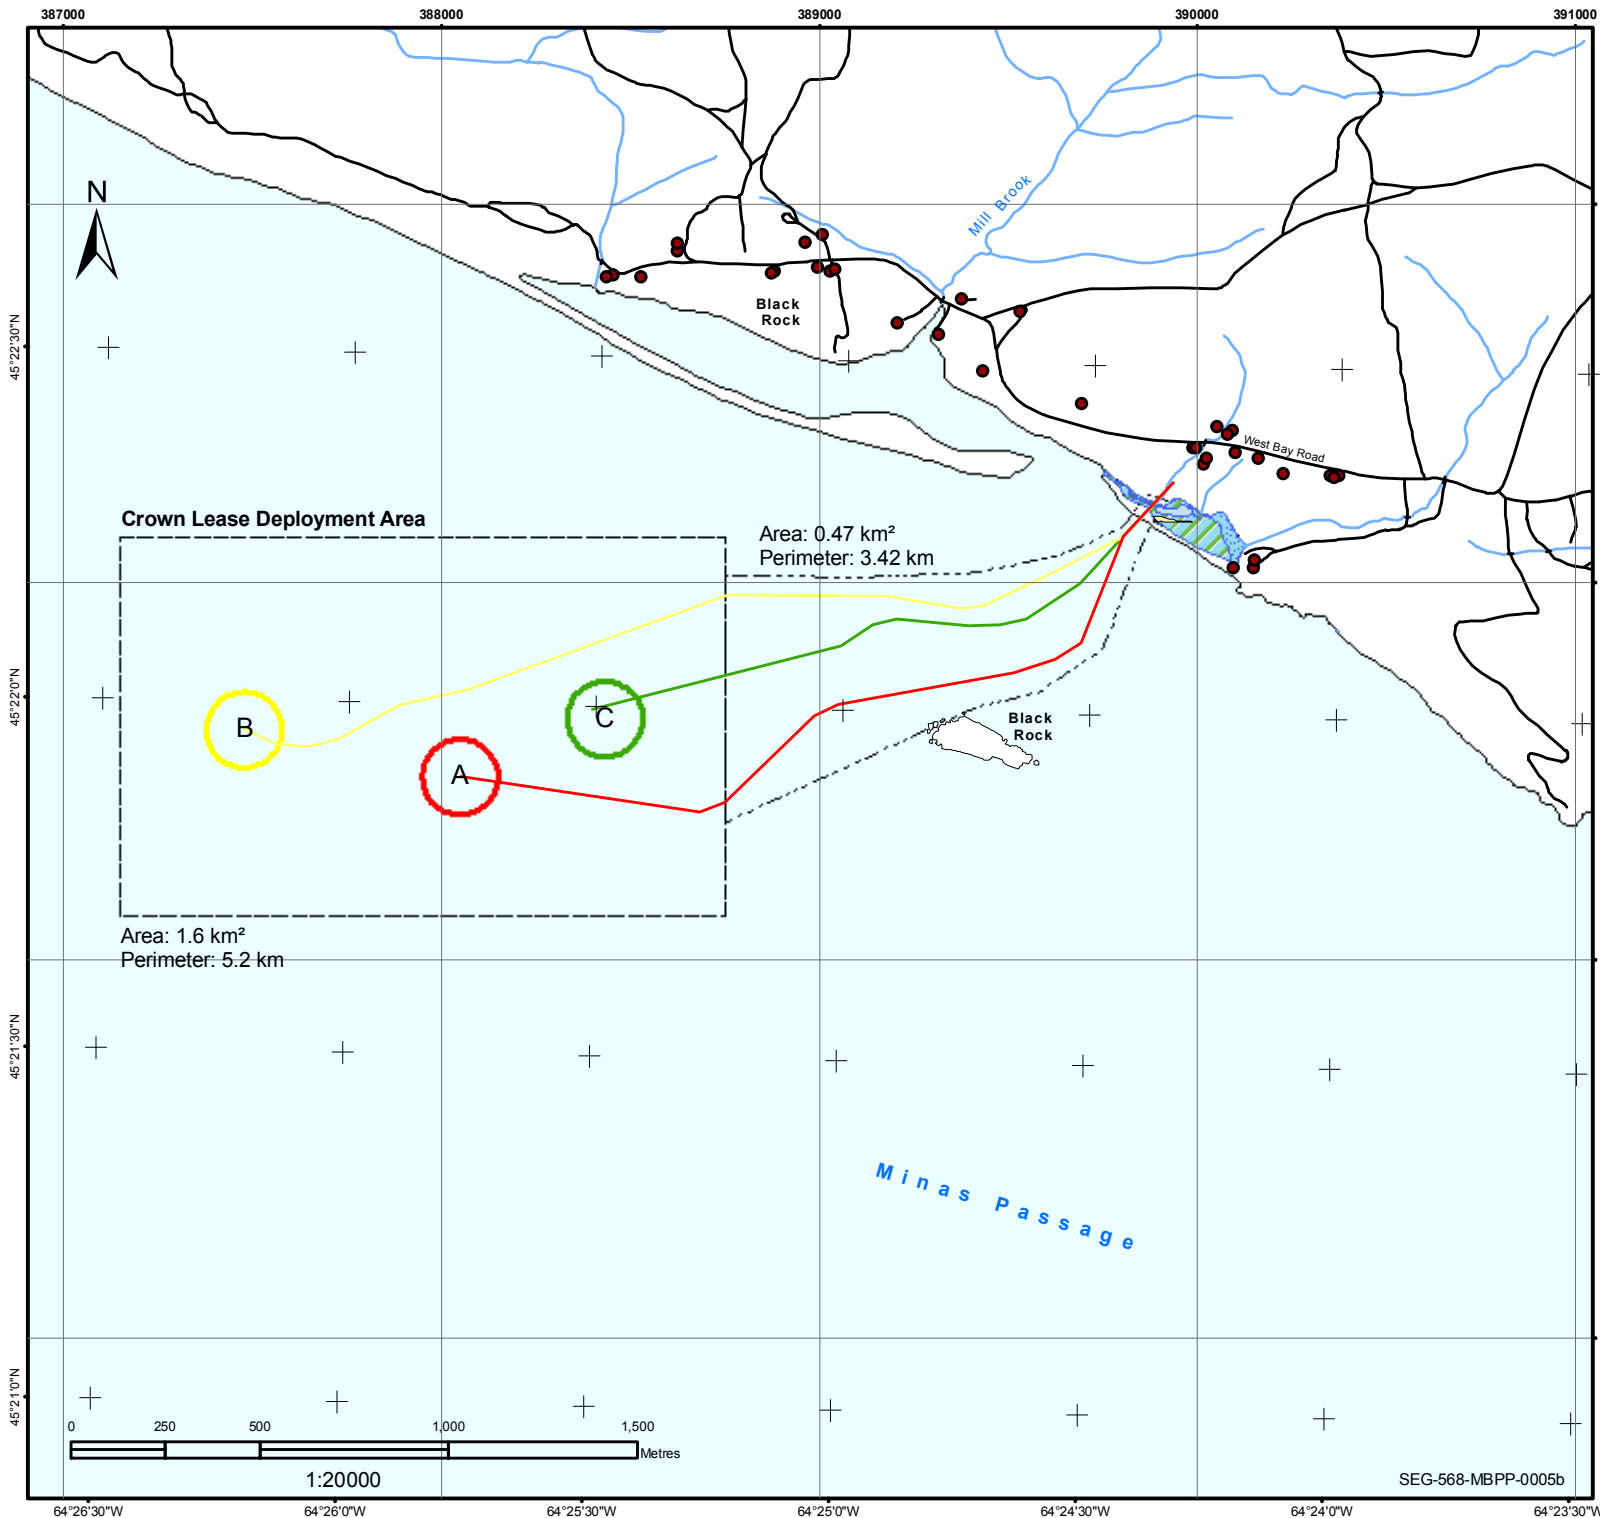 387000
388000
389000
390000
391000
N
Mill Brook
Black
Rock
45°22'30"N
West Bay Road
Crown Lease Deployment Area
Area: 0.47 km²
Perimeter: 3.42 km
45°22'0"N
B
A
C
Black
Rock
Area: 1.6 km²
Perimeter: 5.2 km
45°21'30"N
Minas Passage
45°21'0"N
0
250
500
1,000
1,500
Metres
1:20000
SEG-568-MBPP-0005b
64°26'30"W
64°26'0"W
64°25'30"W
64°25'0"W
64°24'30"W
64°24'0"W
64°23'30"W